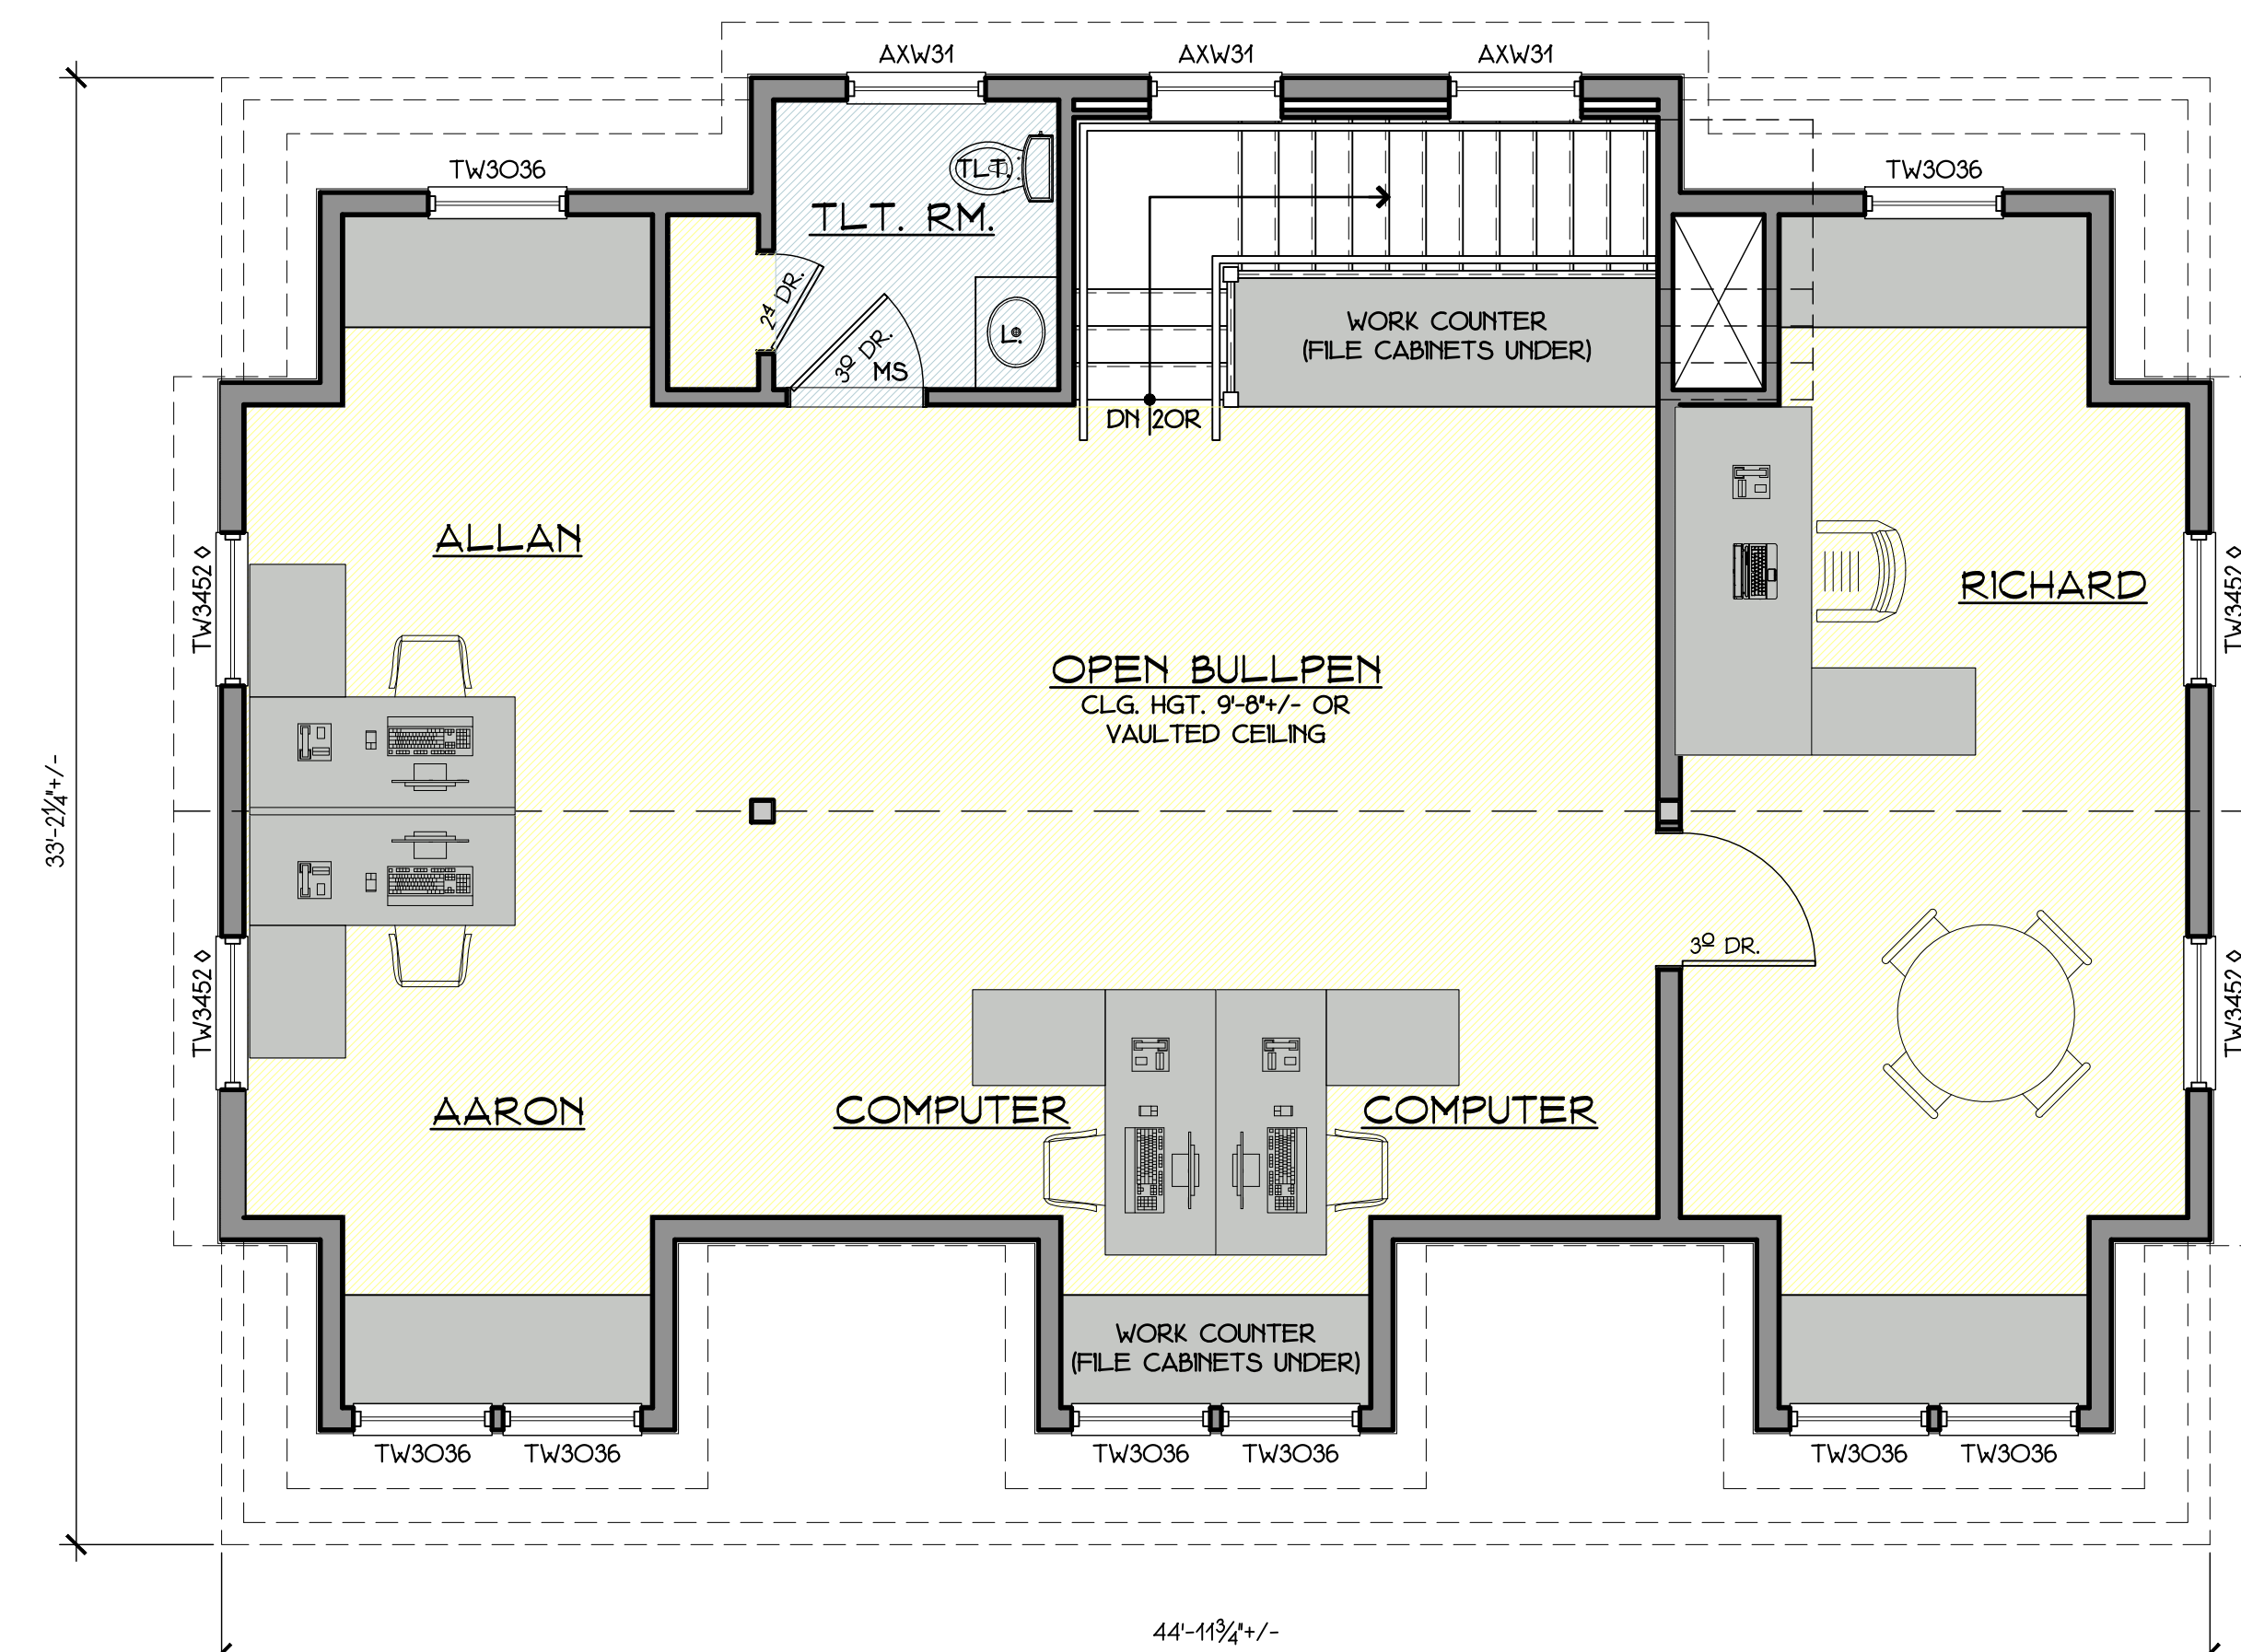 AXW31
AXW31
AXW31
TW3036
TW3036
TLT.
TLT. RM.
2⁴ DR.
3⁰ DR.
MS
L.
WORK COUNTER
(FILE CABINETS UNDER)
DN 20R
ALLAN
TW3452 ◊
TW3452 ◊
RICHARD
OPEN BULLPEN
CLG. HGT. 9'-8"+/- OR
VAULTED CEILING
33'-2¼"+/-
3⁰ DR.
TW3452 ◊
TW3452 ◊
AARON
COMPUTER
COMPUTER
WORK COUNTER
(FILE CABINETS UNDER)
TW3036
TW3036
TW3036
TW3036
TW3036
TW3036
44'-11¾"+/-